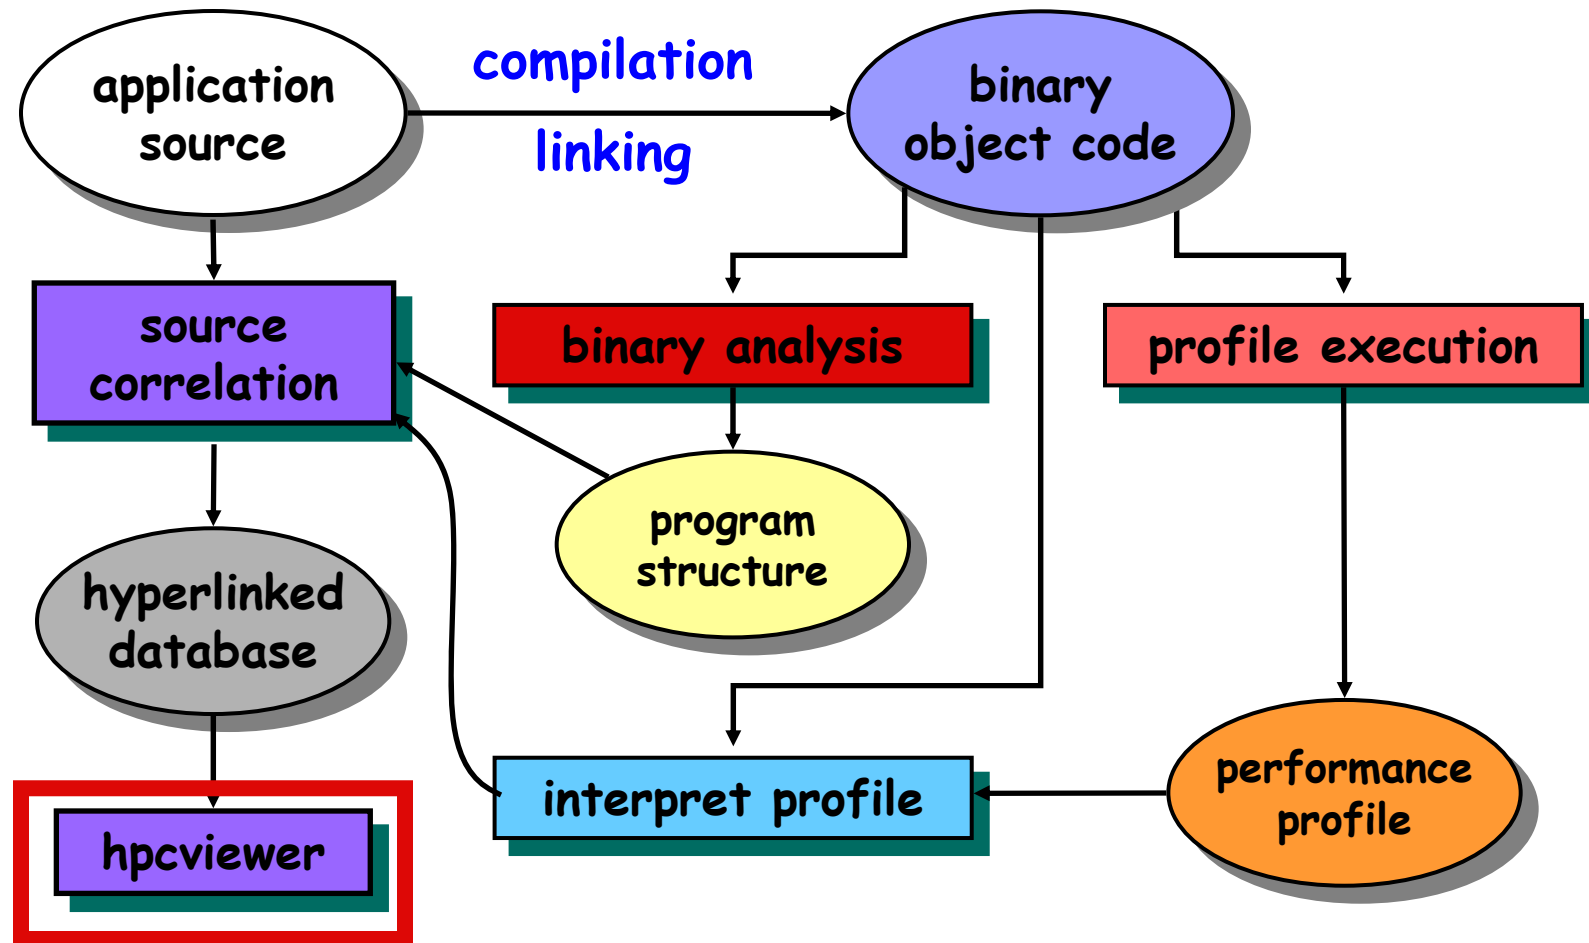 application
source
compilation
linking
binary
object code
source
correlation
binary analysis
profile execution
program
structure
hyperlinked
database
interpret profile
performance
profile
hpcviewer